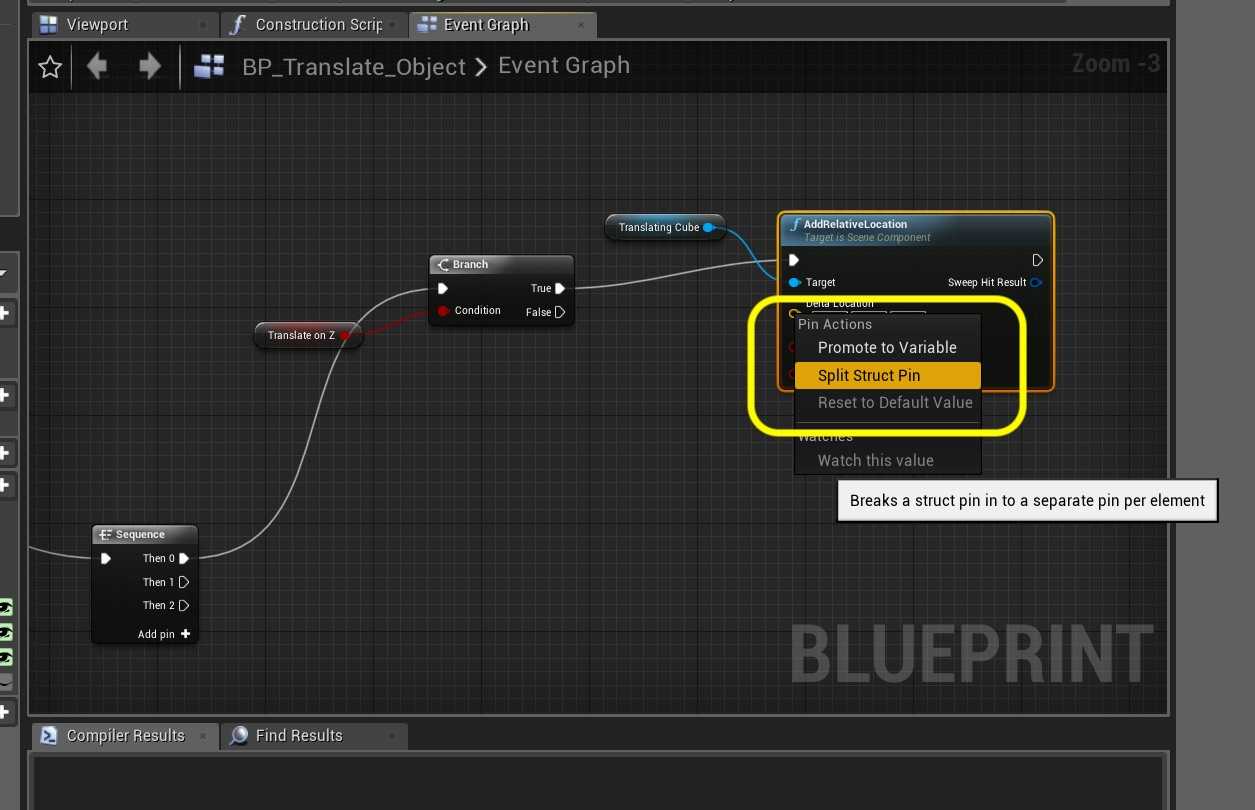 Viewport
Construction Scrip
Event Graph
BP_Translate_Object
Event Graph
Zoom -3
Translating Cube
AddRelativeLocation
Target is Scene Component
Branch
True
Target
Sweep Hit Result
Condition
False
Delta Location
Translate on Z
Pin Actions
Promote to Variable
Split Struct Pin
Reset to Default Value
Watches
Watch this value
Breaks a struct pin in to a separate pin per element
Sequence
Then 0
Then 1
Then 2
Add pin
BLUEPRINT
Compiler Results
Find Results